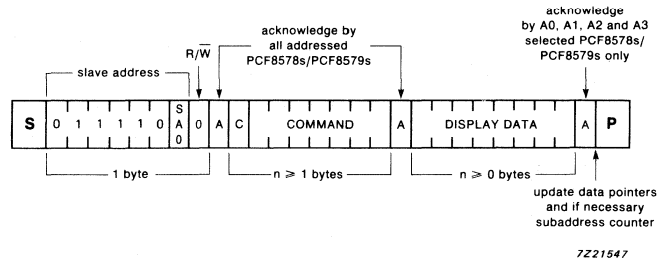 acknowledge
by A0, A1, A2 and A3
selected PCF8578s/
PCF8579s only
acknowledge by
all addressed
PCF8578s/PCF8579s
R/W̅
slave address
S 0 1 1 1 1 0 S A 0 0 A C COMMAND A DISPLAY DATA A P
1 byte
n ⩾ 1 bytes
n ⩾ 0 bytes
update data pointers
and if necessary
subaddress counter
7Z21547